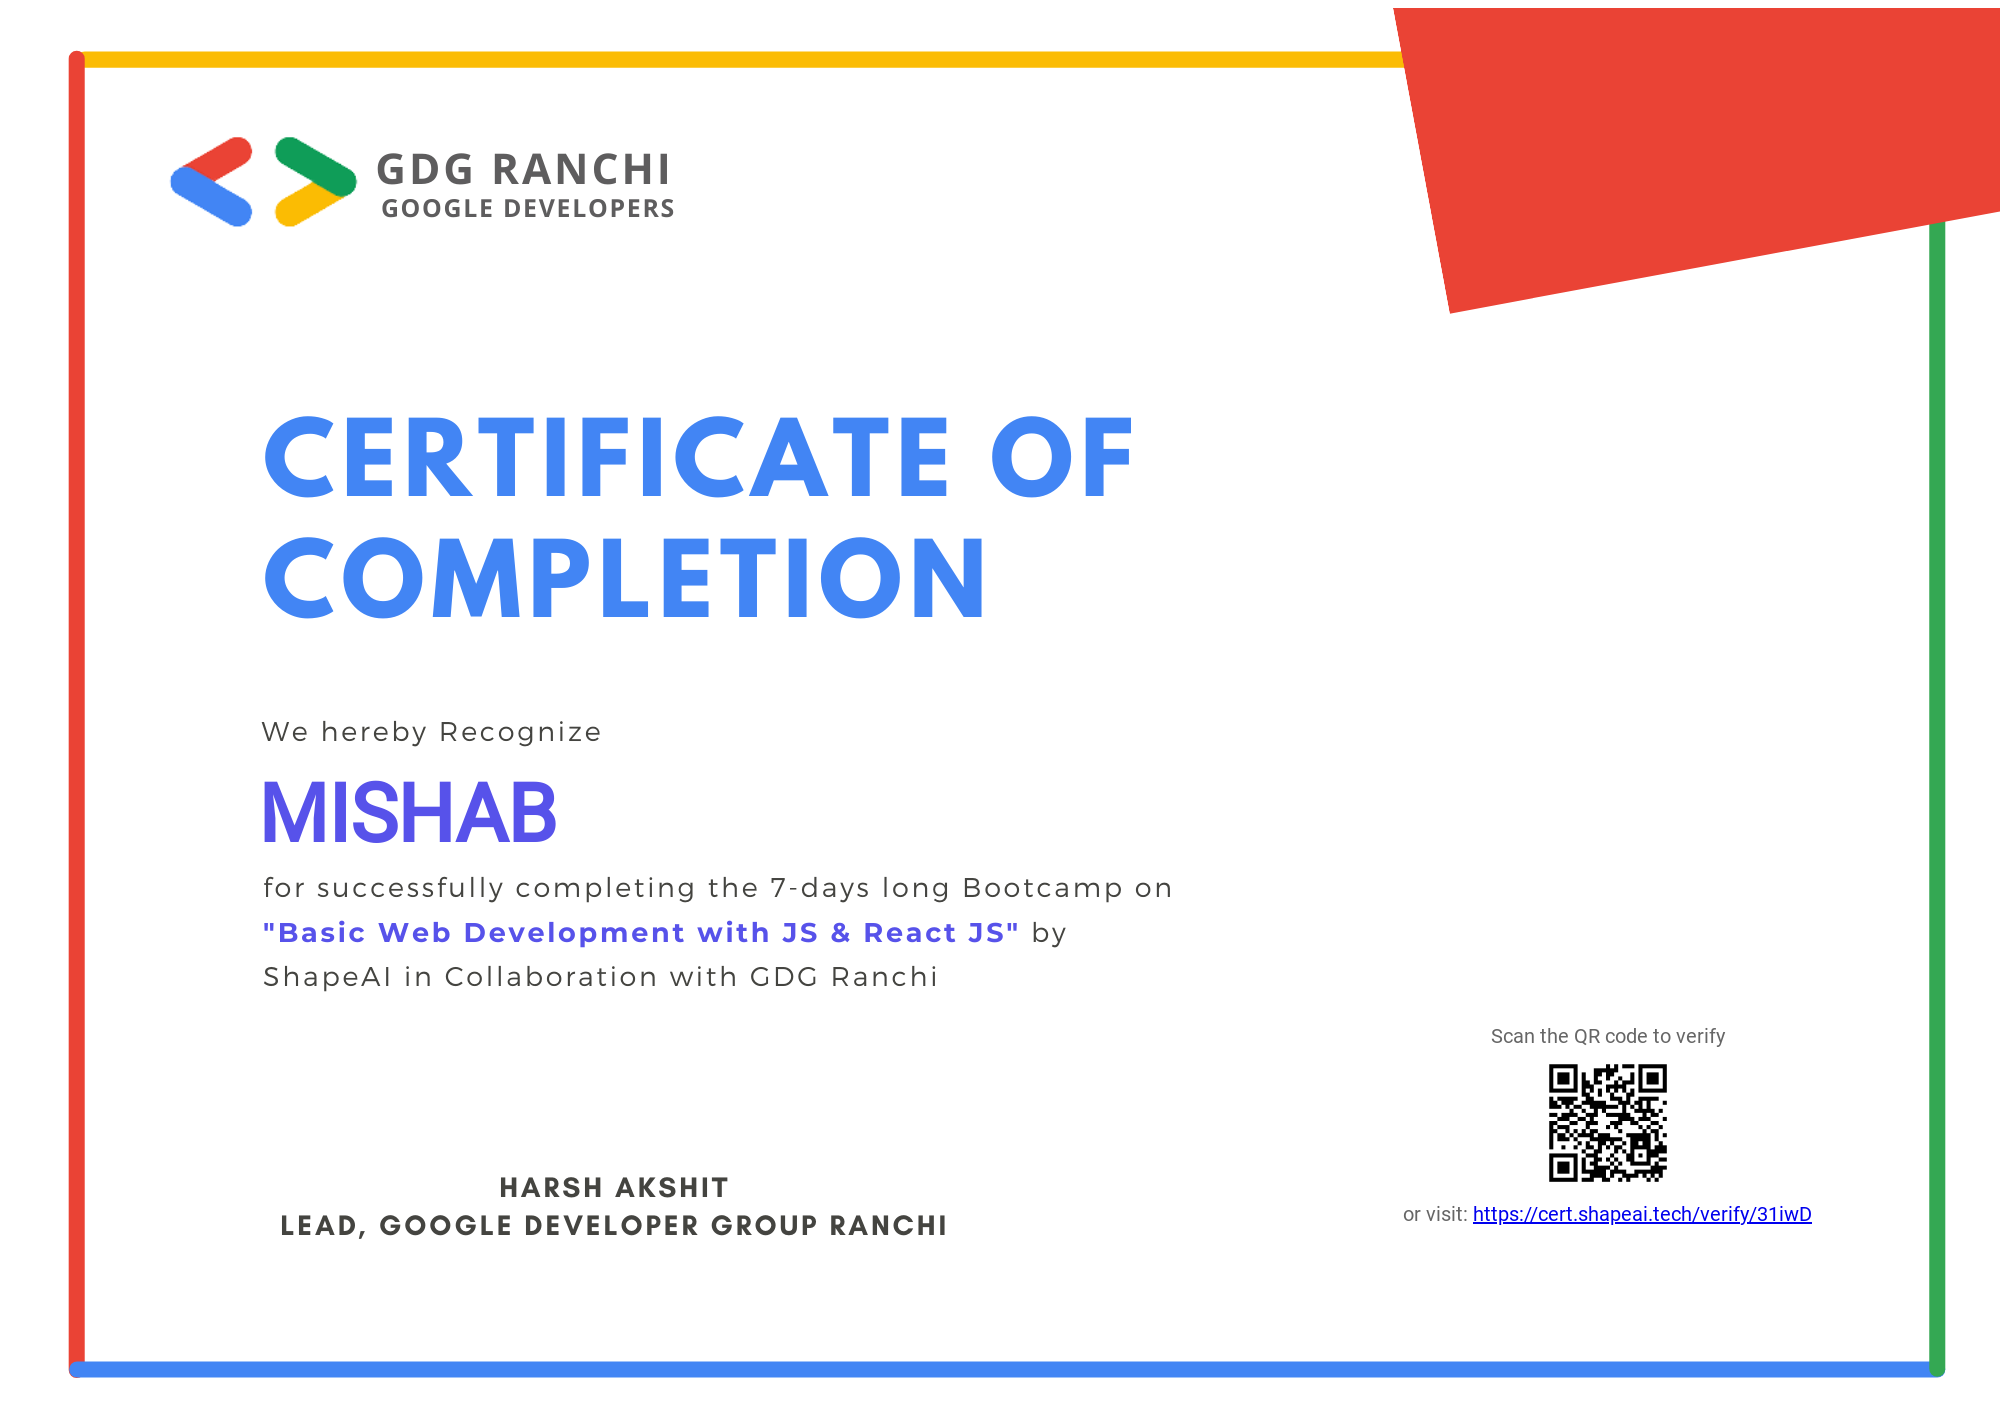 GDG RANCHI
GOOGLE DEVELOPERS
CERTIFICATE OF
COMPLETION
We hereby Recognize
MISHAB
for successfully completing the 7-days long Bootcamp on
"Basic Web Development with JS & React JS" by
ShapeAI in Collaboration with GDG Ranchi
Scan the QR code to verify
or visit: https://cert.shapeai.tech/verify/31iwD
HARSH AKSHIT
LEAD, GOOGLE DEVELOPER GROUP RANCHI